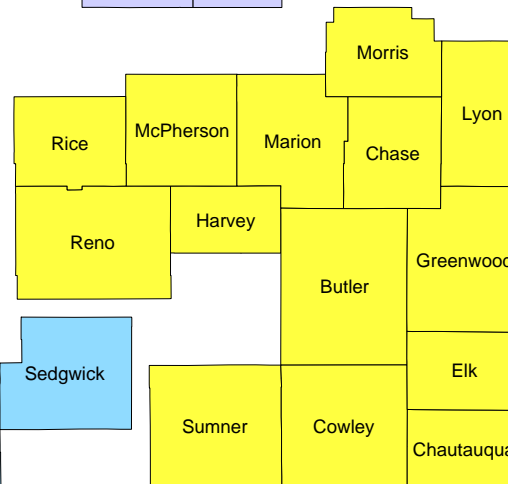 Morris
Lyon
McPherson
Rice
Marion
Chase
Harvey
Reno
Greenwood
Butler
Elk
Sedgwick
Sumner
Cowley
Chautauqua